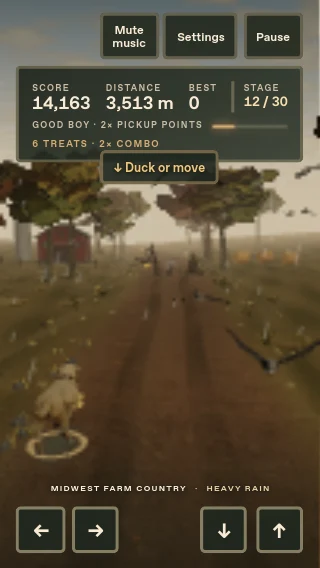 Mute music
Settings
Pause
SCORE DISTANCE BEST STAGE
14,163 3,513 m 0 12 / 30
GOOD BOY · 2× PICKUP POINTS
6 TREATS · 2× COMBO
↓ Duck or move
MIDWEST FARM COUNTRY · HEAVY RAIN
← → ↓ ↑